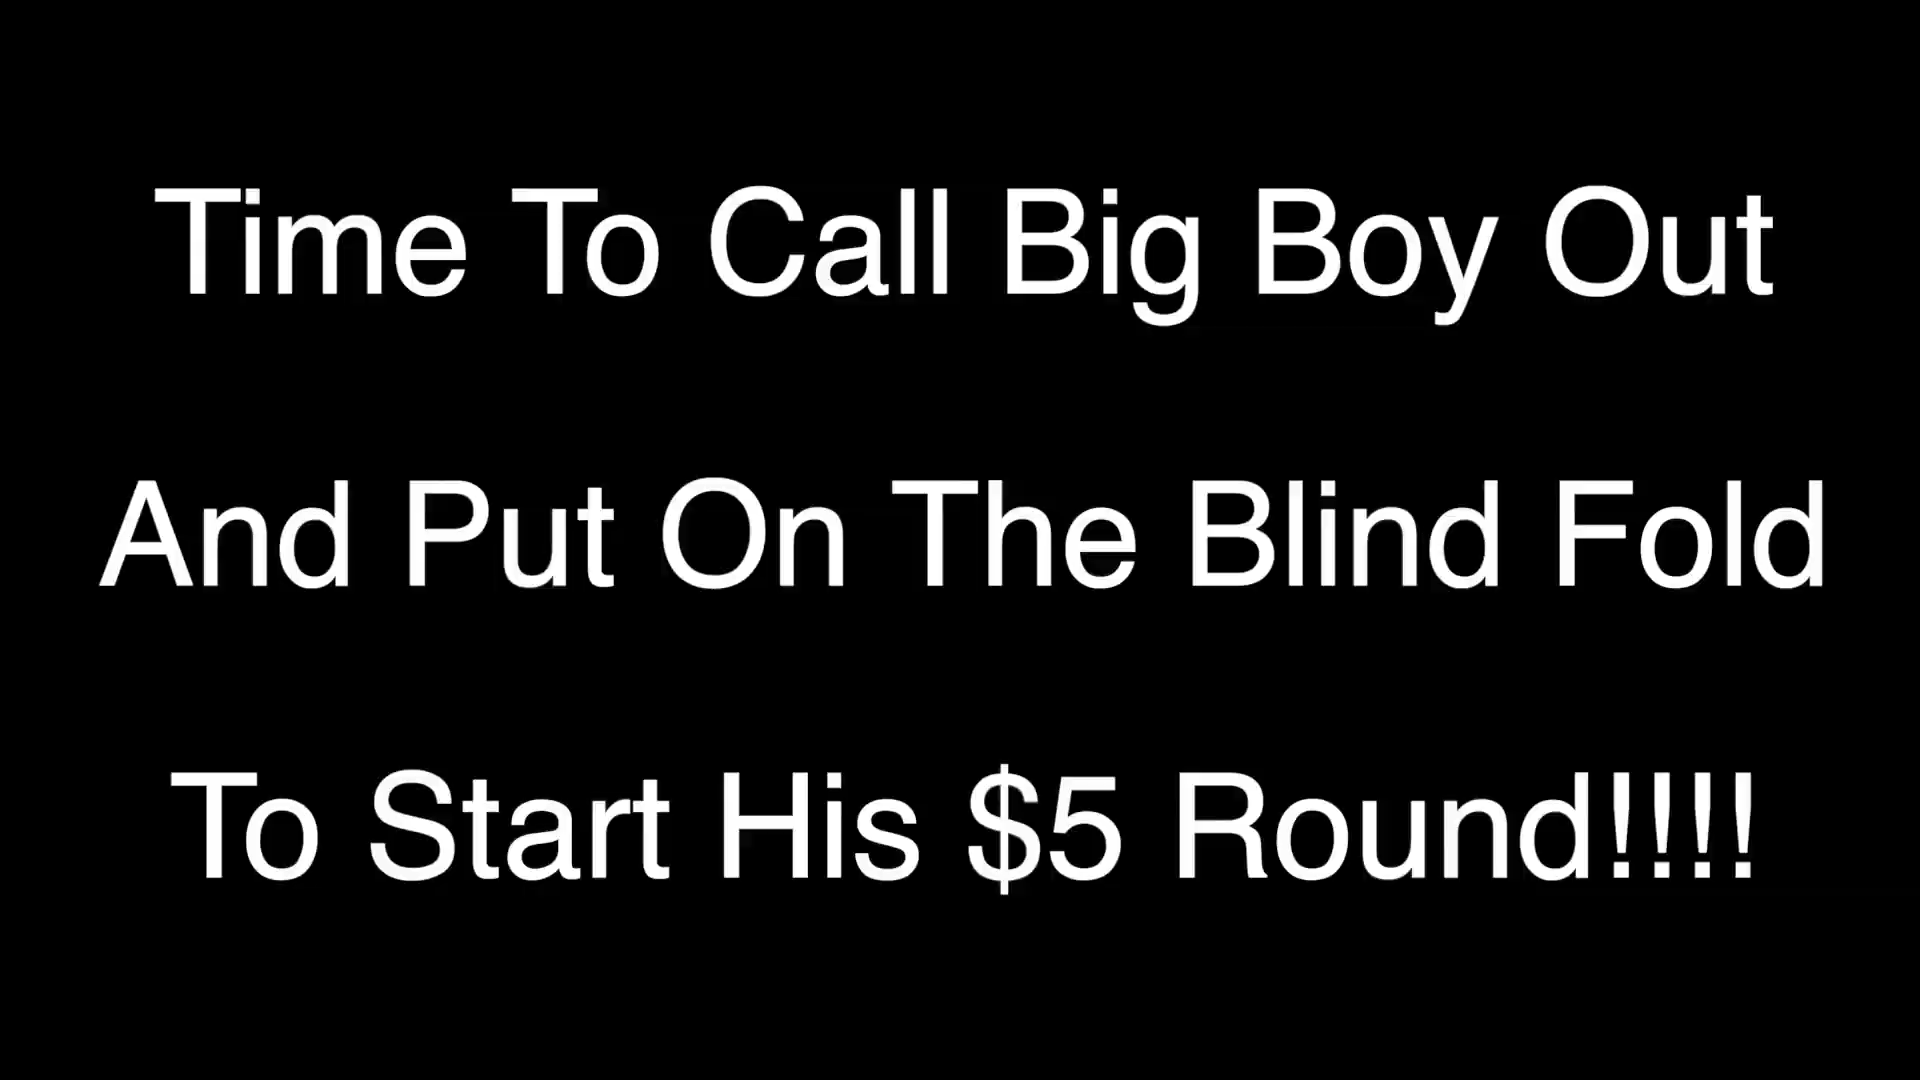 Time To Call Big Boy Out
And Put On The Blind Fold
To Start His $5 Round!!!!